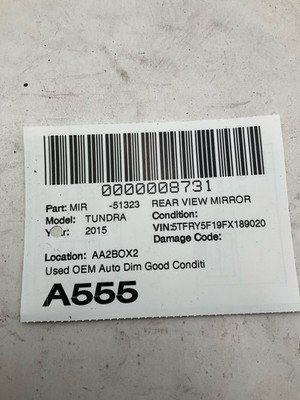 0000008731
Part: MIR -51323 REAR VIEW MIRROR
Model: TUNDRA Condition:
Year: 2015 VIN:5TFRY5F19FX189020
Damage Code:
Location: AA2BOX2
Used OEM Auto Dim Good Conditi
A555